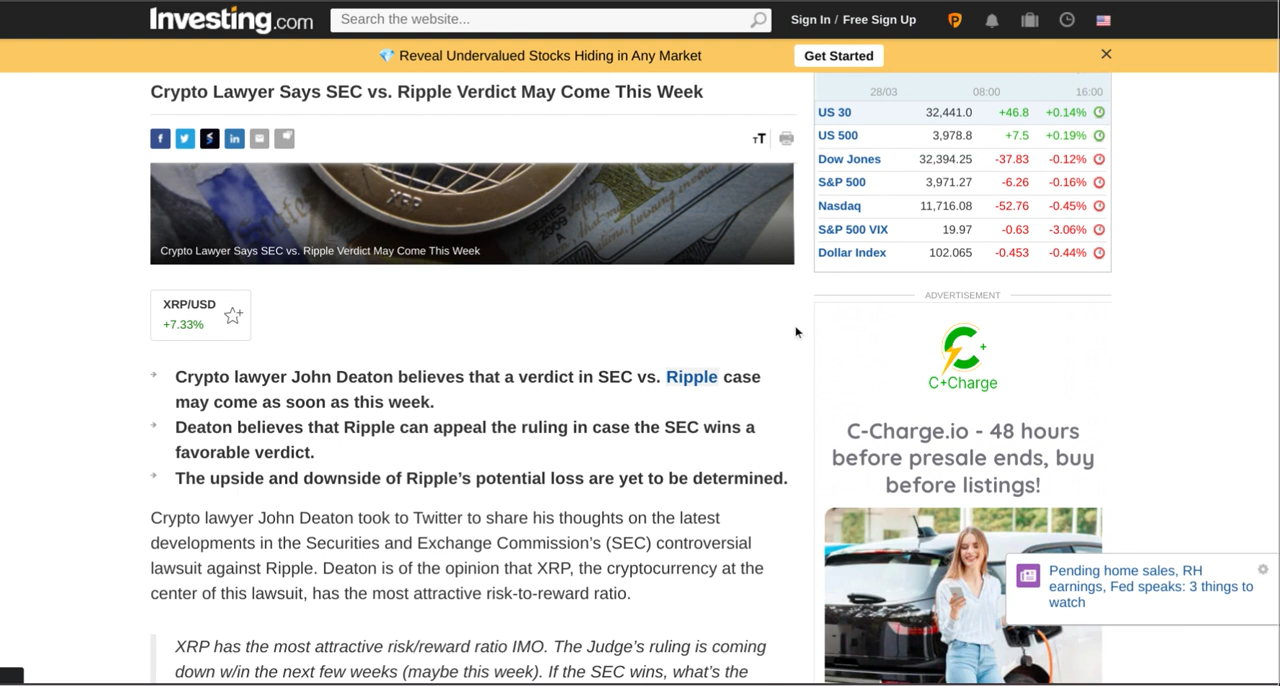 Investing.com
Search the website...
Sign In / Free Sign Up
Reveal Undervalued Stocks Hiding in Any Market
Get Started
Crypto Lawyer Says SEC vs. Ripple Verdict May Come This Week
XRP
SERIES
2009
A
Crypto Lawyer Says SEC vs. Ripple Verdict May Come This Week
XRP/USD
+7.33%
Crypto lawyer John Deaton believes that a verdict in SEC vs. Ripple case
may come as soon as this week.
Deaton believes that Ripple can appeal the ruling in case the SEC wins a
favorable verdict.
The upside and downside of Ripple’s potential loss are yet to be determined.
Crypto lawyer John Deaton took to Twitter to share his thoughts on the latest
developments in the Securities and Exchange Commission’s (SEC) controversial
lawsuit against Ripple. Deaton is of the opinion that XRP, the cryptocurrency at the
center of this lawsuit, has the most attractive risk-to-reward ratio.
XRP has the most attractive risk/reward ratio IMO. The Judge’s ruling is coming
down w/in the next few weeks (maybe this week). If the SEC wins, what’s the
28/03 08:00 16:00
US 30 32,441.0 +46.8 +0.14%
US 500 3,978.8 +7.5 +0.19%
Dow Jones 32,394.25 -37.83 -0.12%
S&P 500 3,971.27 -6.26 -0.16%
Nasdaq 11,716.08 -52.76 -0.45%
S&P 500 VIX 19.97 -0.63 -3.06%
Dollar Index 102.065 -0.453 -0.44%
ADVERTISEMENT
C+Charge
C-Charge.io - 48 hours
before presale ends, buy
before listings!
Pending home sales, RH
earnings, Fed speaks: 3 things to
watch